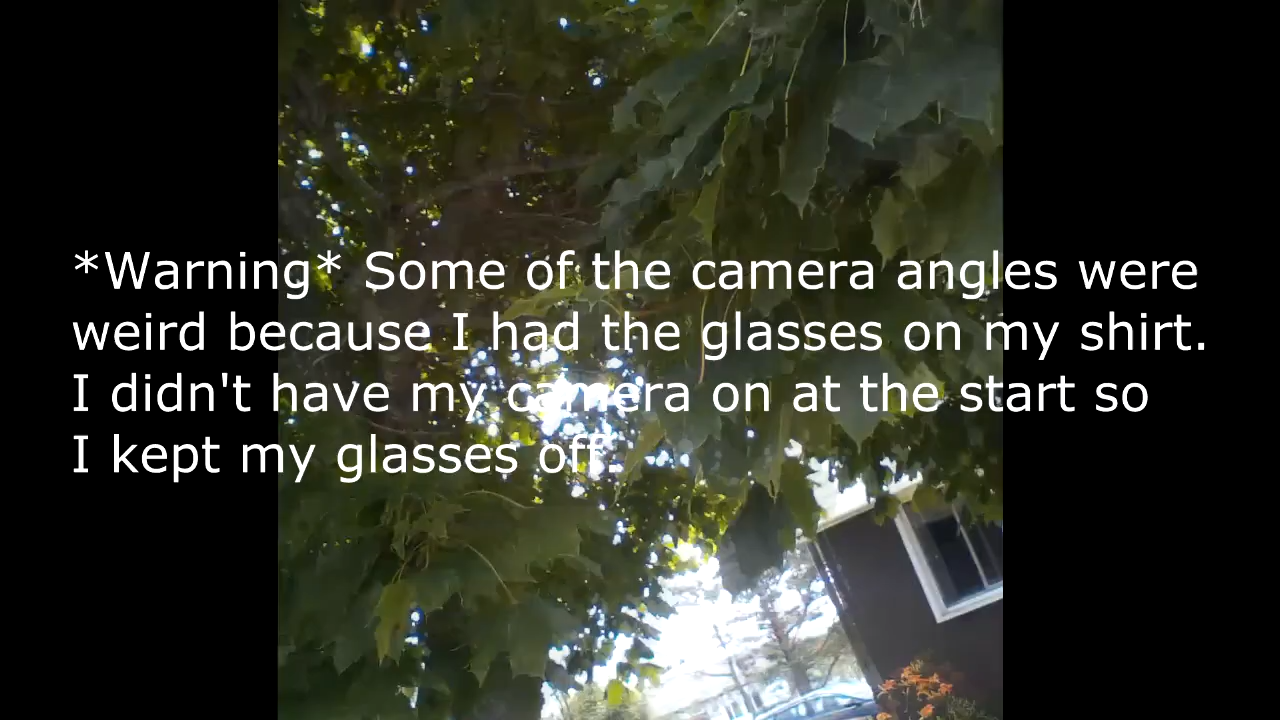 *Warning* Some of the camera angles were
weird because I had the glasses on my shirt.
I didn't have my camera on at the start so
I kept my glasses off.